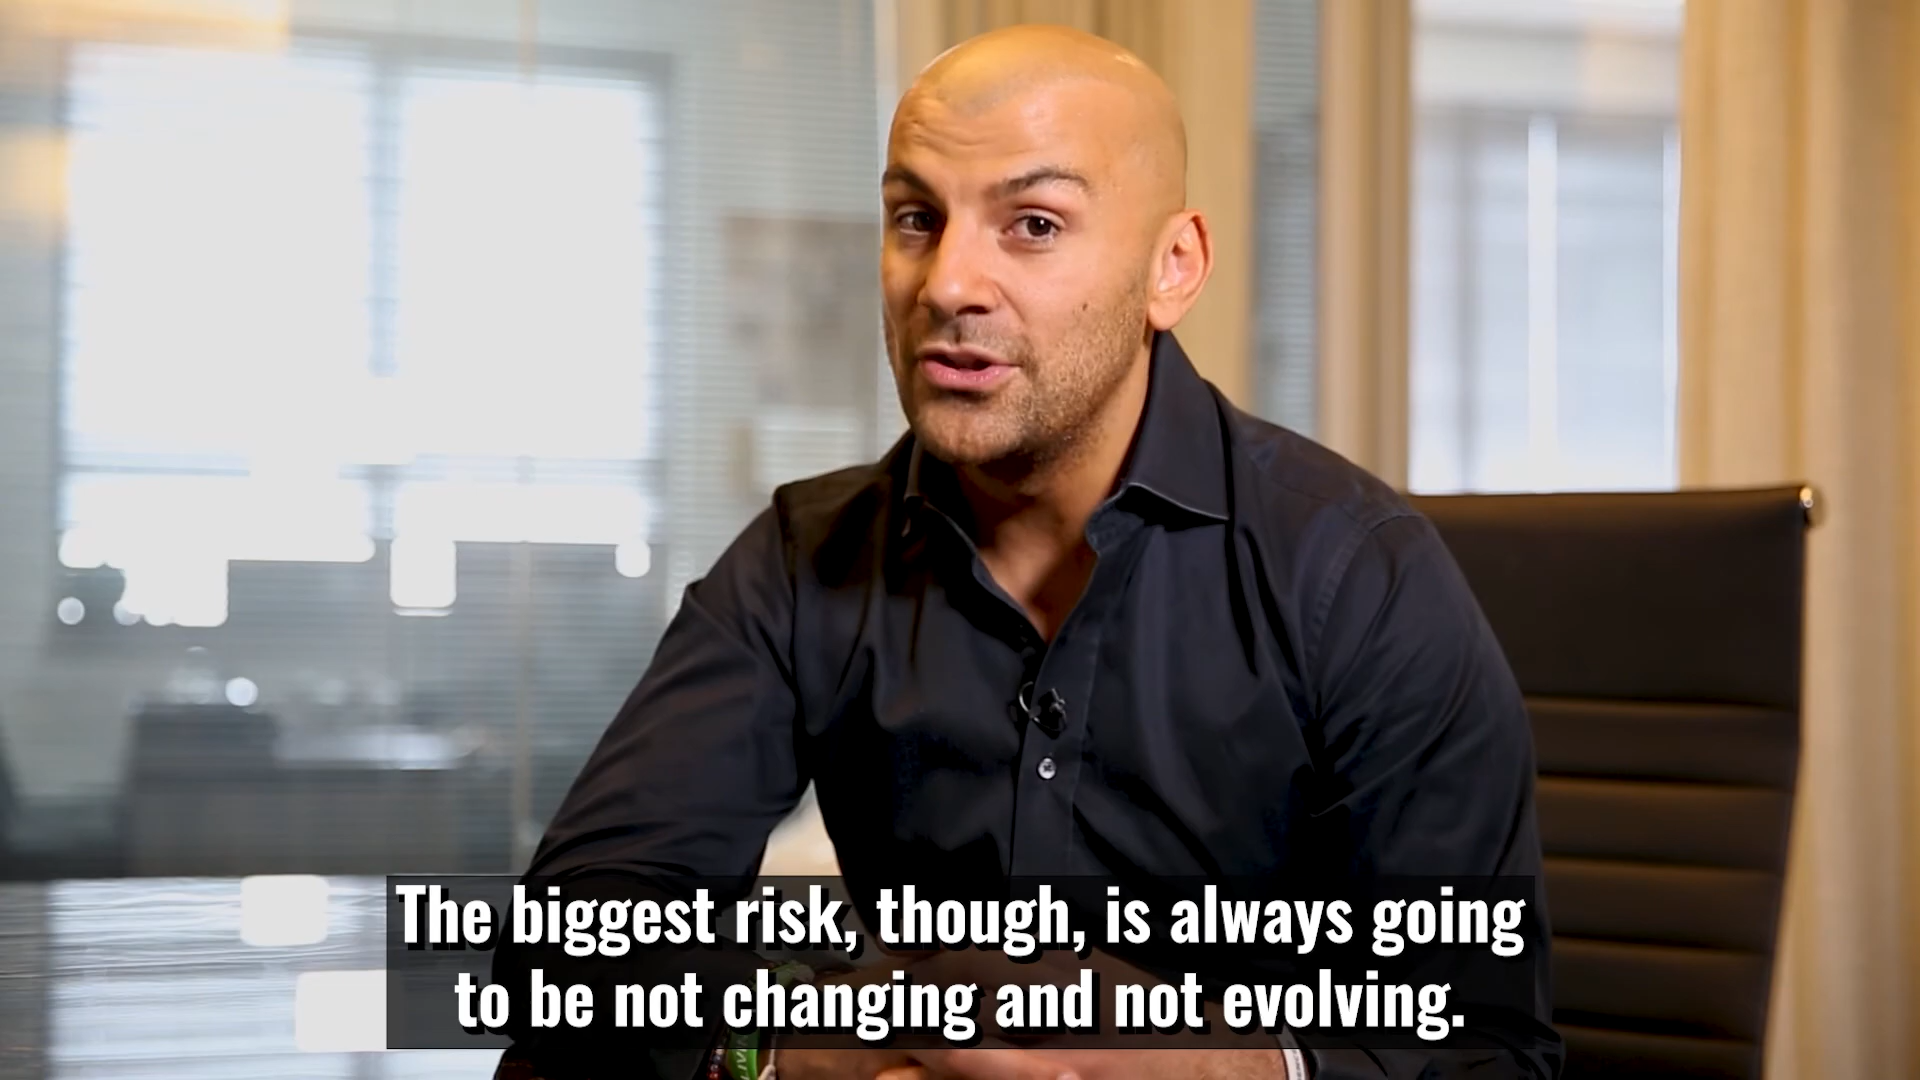 The biggest risk, though, is always going
to be not changing and not evolving.